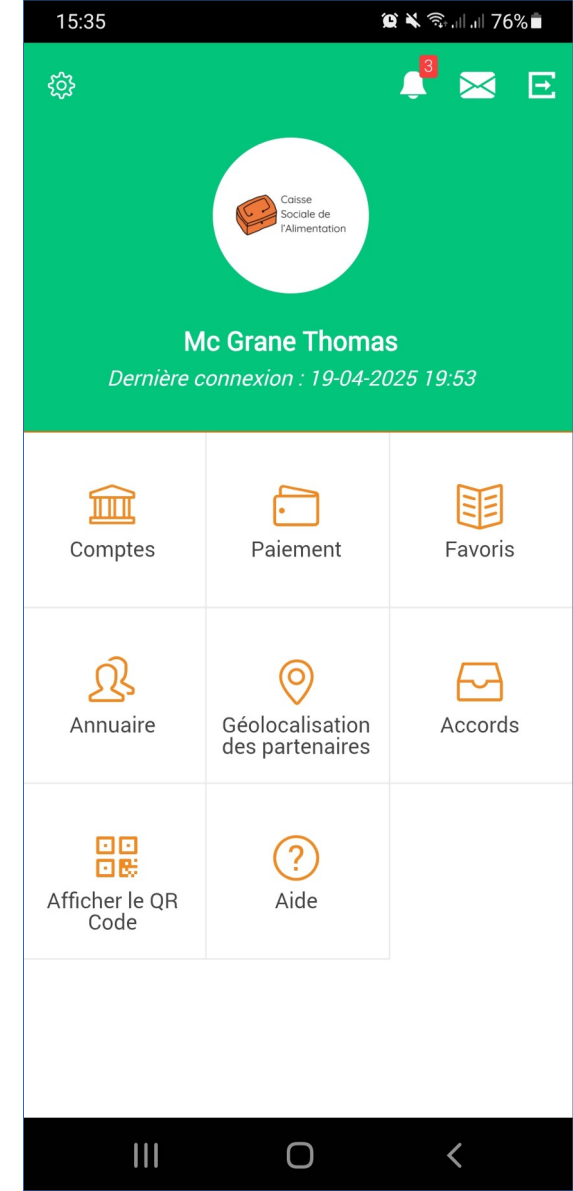 15:35
76%
3
Caisse
Sociale de
l'Alimentation
Mc Grane Thomas
Dernière connexion : 19-04-2025 19:53
Comptes
Paiement
Favoris
Annuaire
Géolocalisation
des partenaires
Accords
Afficher le QR
Code
Aide